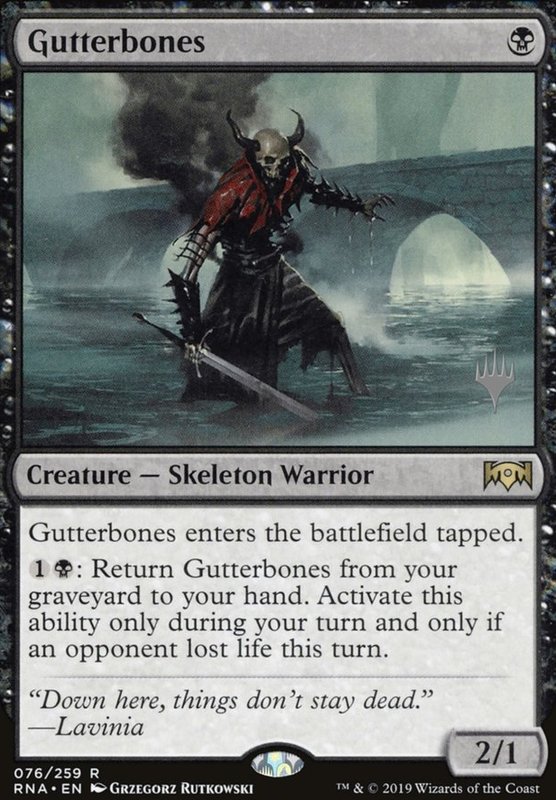 Gutterbones
Creature — Skeleton Warrior
Gutterbones enters the battlefield tapped.
1: Return Gutterbones from your
graveyard to your hand. Activate this
ability only during your turn and only if
an opponent lost life this turn.
“Down here, things don’t stay dead.”
—Lavinia
2/1
076/259 R
RNA • EN Grzegorz Rutkowski
™ & © 2019 Wizards of the Coast